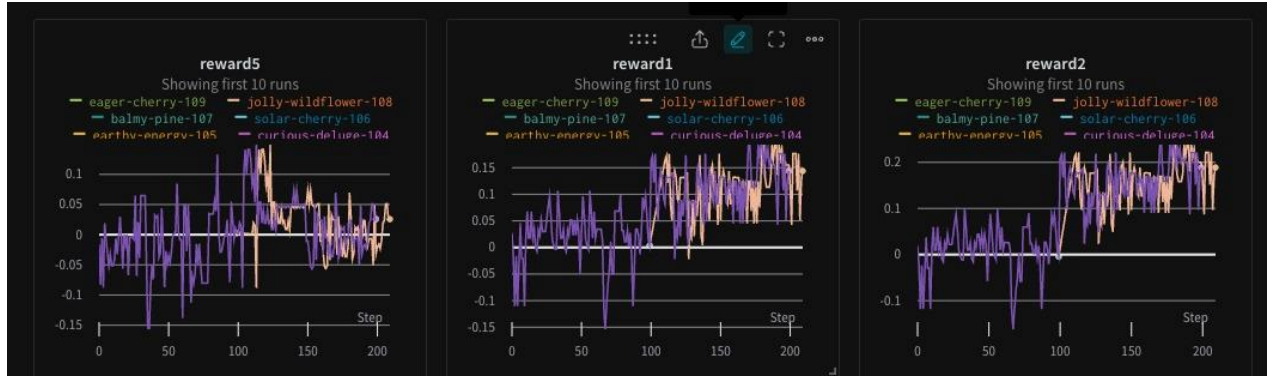 reward5
Showing first 10 runs
eager-cherry-109 jolly-wildflower-108
balmy-pine-107 solar-cherry-106
earthy-energy-105 curious-deluge-104
0.1
0.05
0
-0.05
-0.1
-0.15
Step
0 50 100 150 200
reward1
Showing first 10 runs
eager-cherry-109 jolly-wildflower-108
balmy-pine-107 solar-cherry-106
earthy-energy-105 curious-deluge-104
0.15
0.1
0.05
0
-0.05
-0.1
-0.15
Step
0 50 100 150 200
reward2
Showing first 10 runs
eager-cherry-109 jolly-wildflower-108
balmy-pine-107 solar-cherry-106
earthy-energy-105 curious-deluge-104
0.2
0.1
0
-0.1
Step
0 50 100 150 200